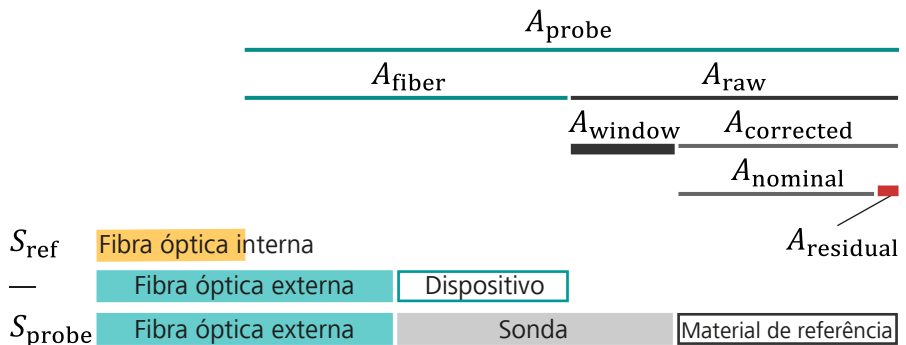 A_probe
A_fiber A_raw
A_window A_corrected
A_nominal
S_ref Fibra óptica interna A_residual
— Fibra óptica externa Dispositivo
S_probe Fibra óptica externa Sonda Material de referência